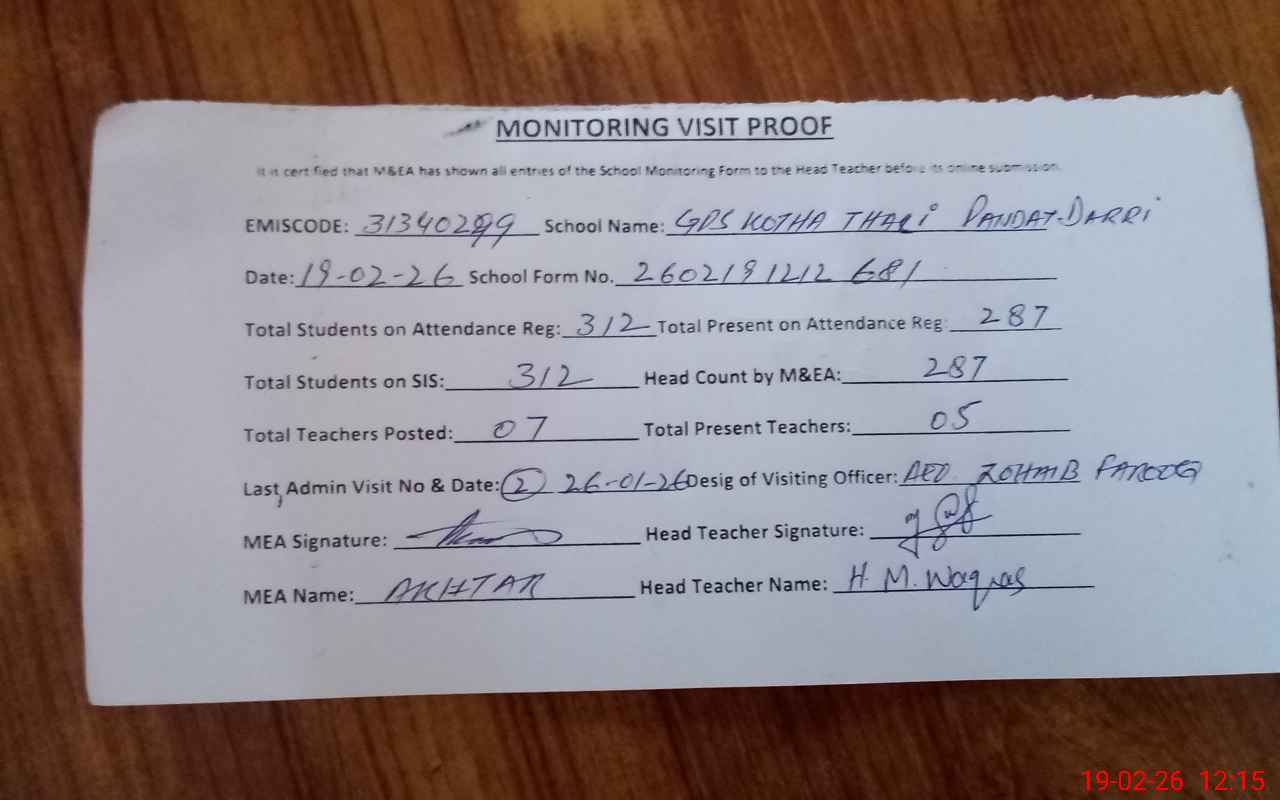 MONITORING VISIT PROOF
It is certified that M&EA has shown all entries of the School Monitoring Form to the Head Teacher before its online submission.
EMISCODE: 31340299 School Name: GPS KOTHA THALi PANDAT-DARRi
Date: 19-02-26 School Form No. 2602191212681
Total Students on Attendance Reg: 312 Total Present on Attendance Reg: 287
Total Students on SIS: 312 Head Count by M&EA: 287
Total Teachers Posted: 07 Total Present Teachers: 05
Last Admin Visit No & Date: 2 26-01-26 Desig of Visiting Officer: AEO. ZOHAIB FAROOQ
MEA Signature: Head Teacher Signature:
MEA Name: AKHTAR Head Teacher Name: H. M. Waqas
19-02-26 12:15